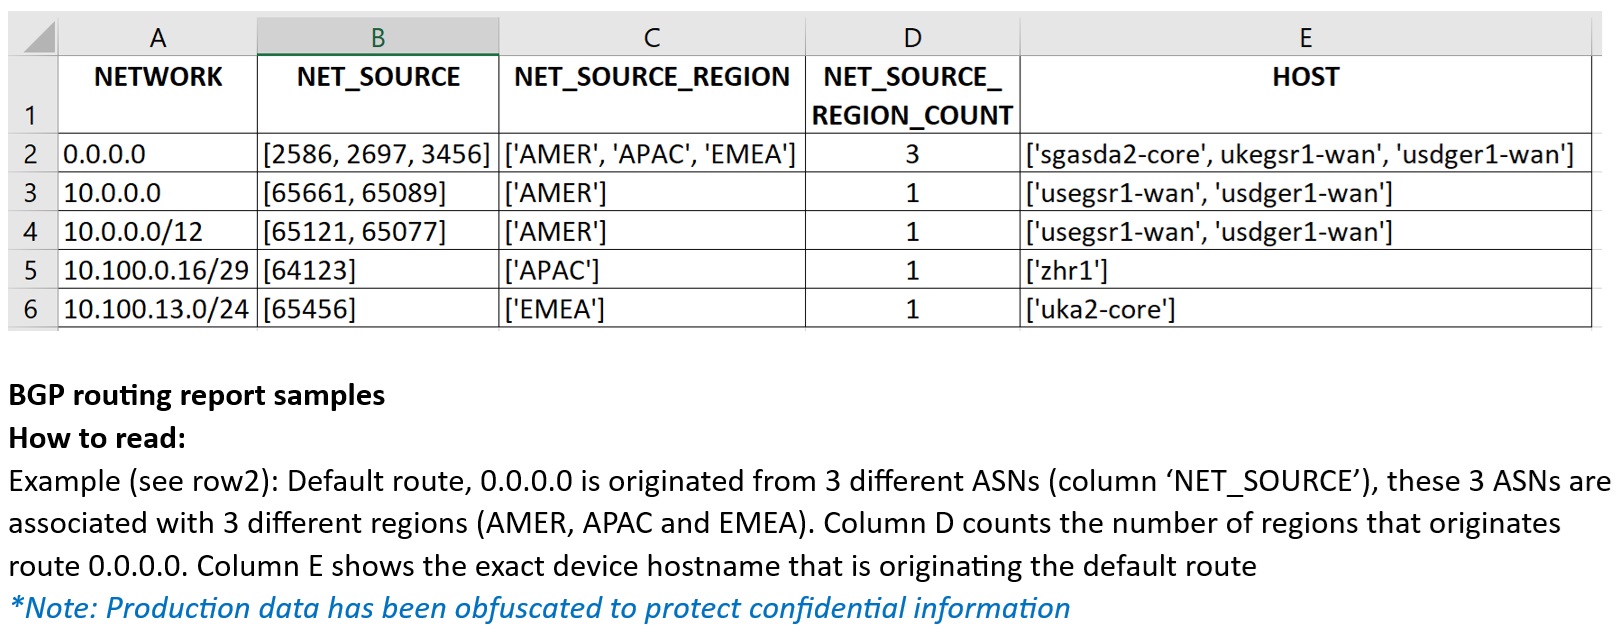 A B C D E
1 NETWORK NET_SOURCE NET_SOURCE_REGION NET_SOURCE_ HOST
REGION_COUNT
2 0.0.0.0 [2586, 2697, 3456] ['AMER', 'APAC', 'EMEA'] 3 ['sgasda2-core', ukegsr1-wan', 'usdger1-wan']
3 10.0.0.0 [65661, 65089] ['AMER'] 1 ['usegsr1-wan', 'usdger1-wan']
4 10.0.0.0/12 [65121, 65077] ['AMER'] 1 ['usegsr1-wan', 'usdger1-wan']
5 10.100.0.16/29 [64123] ['APAC'] 1 ['zhr1']
6 10.100.13.0/24 [65456] ['EMEA'] 1 ['uka2-core']
BGP routing report samples
How to read:
Example (see row2): Default route, 0.0.0.0 is originated from 3 different ASNs (column ‘NET_SOURCE’), these 3 ASNs are
associated with 3 different regions (AMER, APAC and EMEA). Column D counts the number of regions that originates
route 0.0.0.0. Column E shows the exact device hostname that is originating the default route
*Note: Production data has been obfuscated to protect confidential information